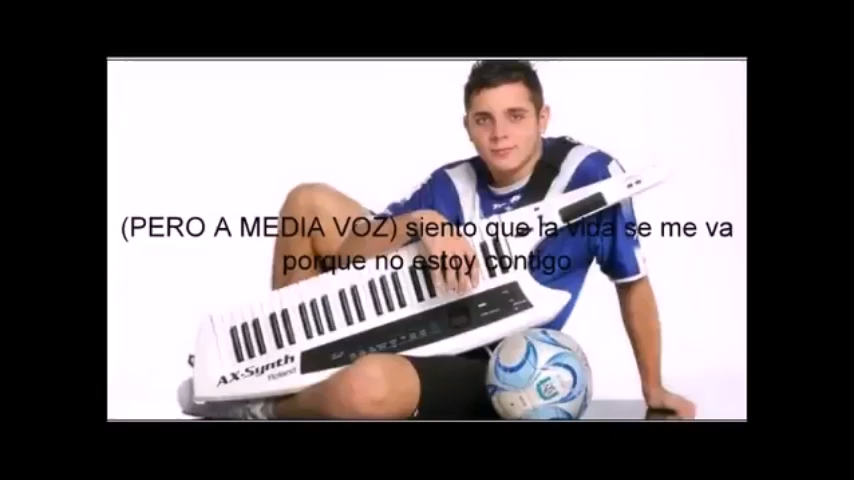 (PERO A MEDIA VOZ) siento que la vida se me va
porque no estoy contigo
AX-Synth
Roland